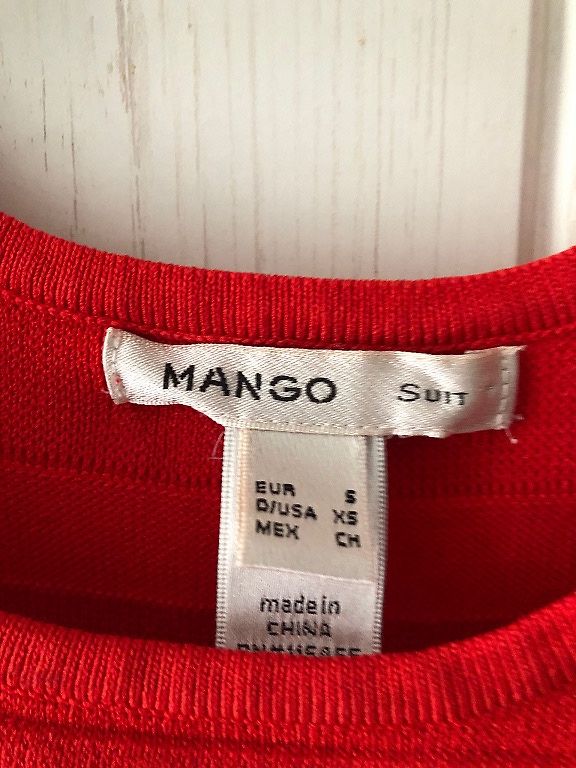 MANGO SUIT
EUR S
D/USA XS
MEX CH
made in
CHINA